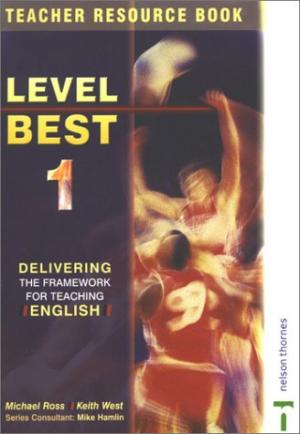 TEACHER RESOURCE BOOK
LEVEL
BEST
1
DELIVERING
THE FRAMEWORK
FOR TEACHING
//ENGLISH//
Michael Ross // Keith West
Series Consultant: Mike Hamlin
9
nelson thornes